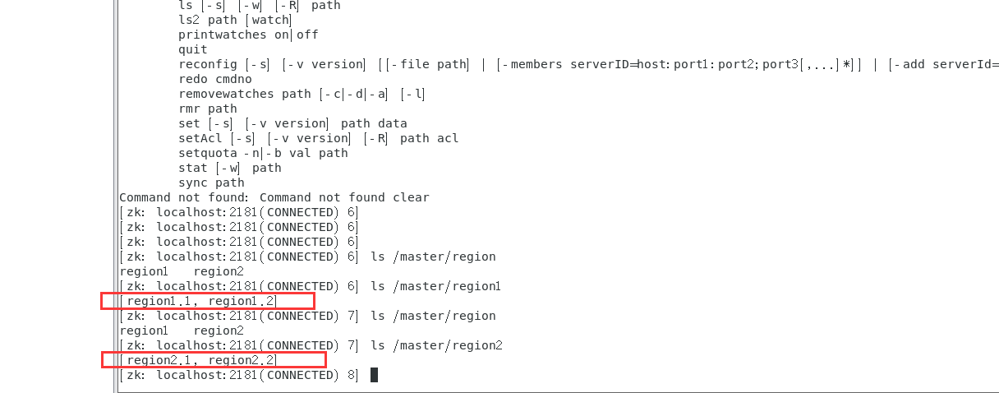 ls [-s] [-w] [-R] path
ls2 path [watch]
printwatches on|off
quit
reconfig [-s] [-v version] [[-file path] | [-members serverID=host:port1:port2;port3[,...]*]] | [-add serverId=
redo cmdno
removewatches path [-c|-d|-a] [-l]
rmr path
set [-s] [-v version] path data
setAcl [-s] [-v version] [-R] path acl
setquota -n|-b val path
stat [-w] path
sync path
Command not found: Command not found clear
[zk: localhost:2181(CONNECTED) 6]
[zk: localhost:2181(CONNECTED) 6]
[zk: localhost:2181(CONNECTED) 6]
[zk: localhost:2181(CONNECTED) 6] ls /master/region
region1 region2
[zk: localhost:2181(CONNECTED) 6] ls /master/region1
[region1.1, region1.2]
[zk: localhost:2181(CONNECTED) 7] ls /master/region
region1 region2
[zk: localhost:2181(CONNECTED) 7] ls /master/region2
[region2.1, region2.2]
[zk: localhost:2181(CONNECTED) 8]